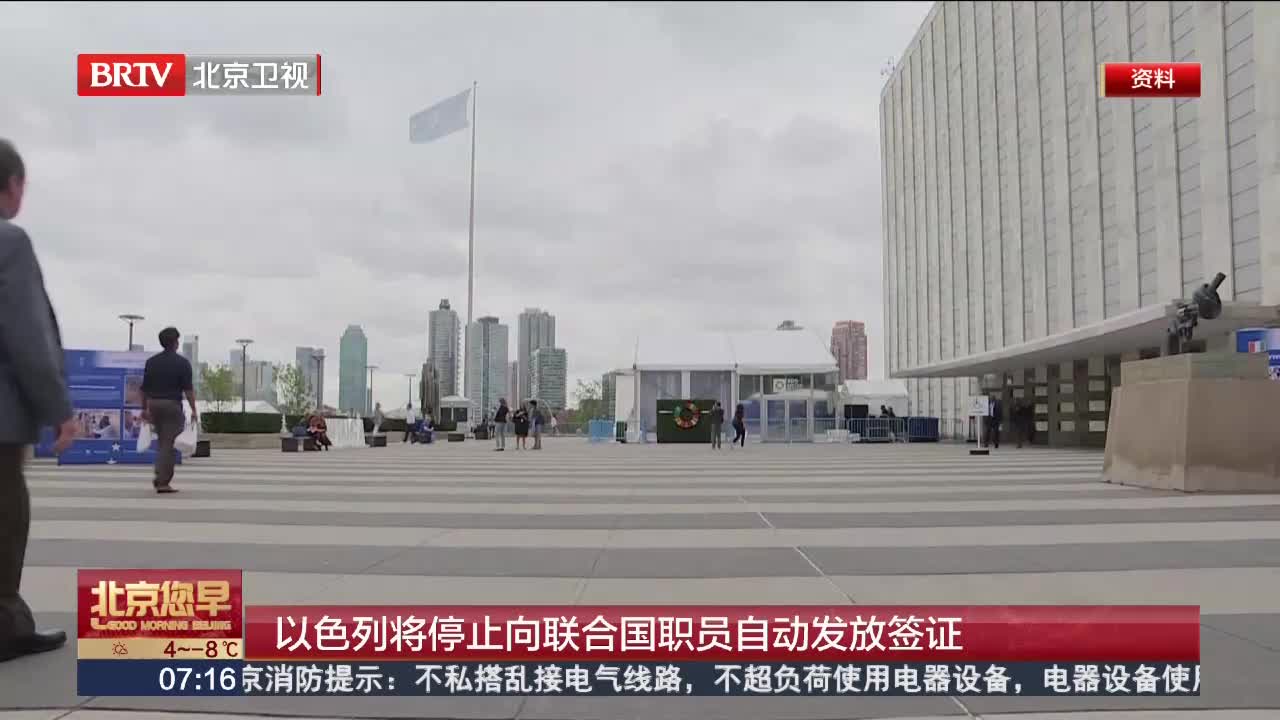 BRTV 北京卫视
资料
北京您早
GOOD MORNING BEIJING
以色列将停止向联合国职员自动发放签证
4~-8℃
07:16
京消防提示：不私搭乱接电气线路，不超负荷使用电器设备，电器设备使用